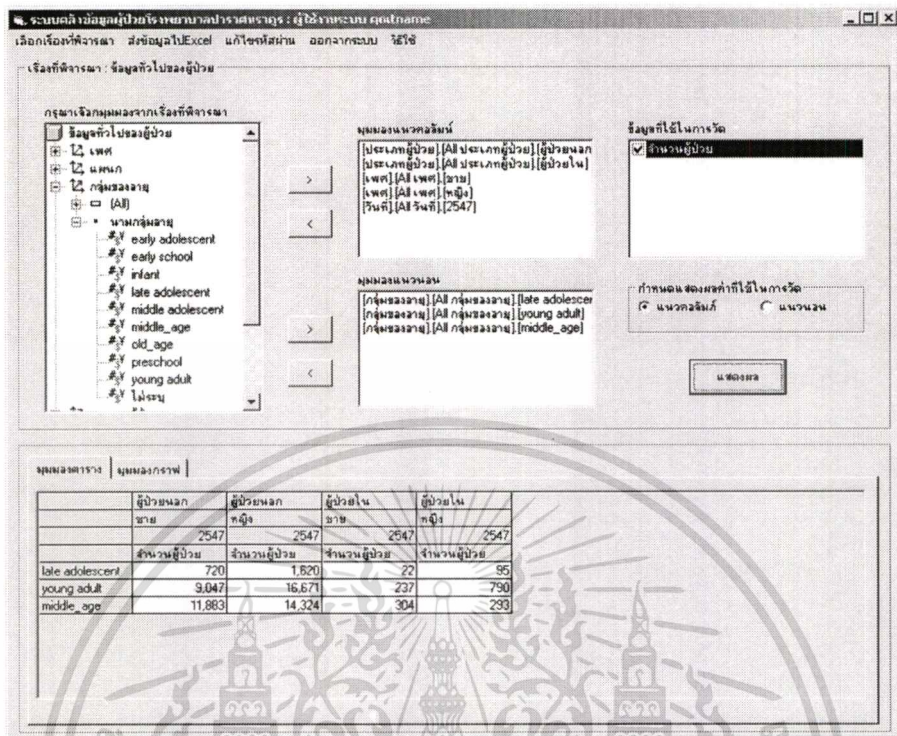 ระบบคลังข้อมูลผู้ป่วยโรงพยาบาลปาราศทรางกูร : ผู้ใช้งานระบบ
เลือกเรื่องที่พิจารณา ส่งข้อมูลไปExcel แก้ไขรหัสผ่าน ออกจากระบบ วิธีใช้
เรื่องที่พิจารณา : ข้อมูลทั่วไปของผู้ป่วย
กรุณาเลือกมุมมองจากเรื่องที่พิจารณา
ข้อมูลทั่วไปของผู้ป่วย
เพศ
แผนก
กลุ่มของอายุ
(All)
นามกลุ่มอายุ
early adolescent
early school
infant
late adolescent
middle adolescent
middle_age
old_age
preschool
young adult
ไม่ระบุ
>
<
>
<
มุมมองแนวคอลัมน์
[ประเภทผู้ป่วย].[All ประเภทผู้ป่วย].[ผู้ป่วยนอก
[ประเภทผู้ป่วย].[All ประเภทผู้ป่วย].[ผู้ป่วยใน]
[เพศ].[All เพศ].[ชาย]
[เพศ].[All เพศ].[หญิง]
[วันที่].[All วันที่].[2547]
มุมมองแนวนอน
[กลุ่มของอายุ].[All กลุ่มของอายุ].[late adolescer
[กลุ่มของอายุ].[All กลุ่มของอายุ].[young adult]
[กลุ่มของอายุ].[All กลุ่มของอายุ].[middle_age]
ข้อมูลที่ใช้ในการวัด
จำนวนผู้ป่วย
กำหนดแสดงผลค่าที่ใช้ในการวัด
แนวคอลัมภ์ แนวนอน
แสดงผล
มุมมองตาราง มุมมองกราฟ
ผู้ป่วยนอก ผู้ป่วยนอก ผู้ป่วยใน ผู้ป่วยใน
ชาย หญิง ชาย หญิง
2547 2547 2547 2547
จำนวนผู้ป่วย จำนวนผู้ป่วย จำนวนผู้ป่วย จำนวนผู้ป่วย
late adolescent 720 1,620 22 95
young adult 9,047 16,671 237 790
middle_age 11,883 14,324 304 293